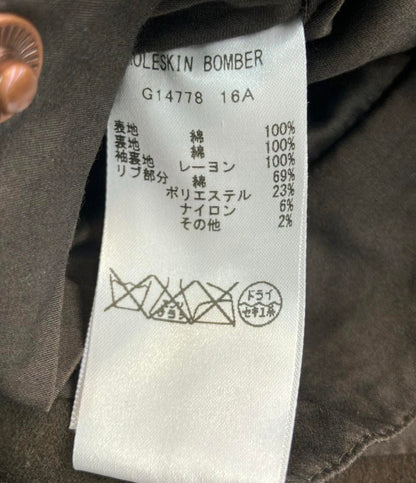 OLESKIN BOMBER
G14778 16A
表地 綿 100%
裏地 綿 100%
袖裏地 レーヨン 100%
リブ部分 綿 69%
ポリエステル 23%
ナイロン 6%
その他 2%
ドライ
セキユ系